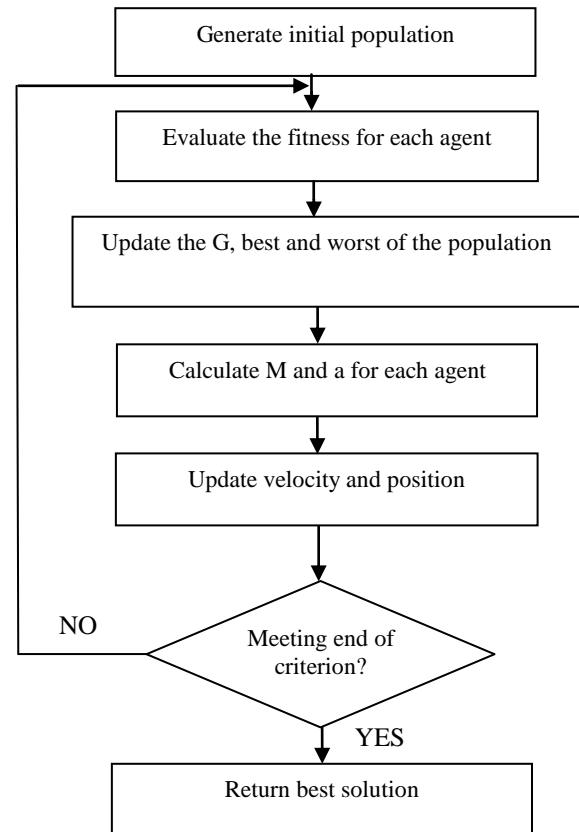 Generate initial population
Evaluate the fitness for each agent
Update the G, best and worst of the population
Calculate M and a for each agent
Update velocity and position
NO
Meeting end of
criterion?
YES
Return best solution